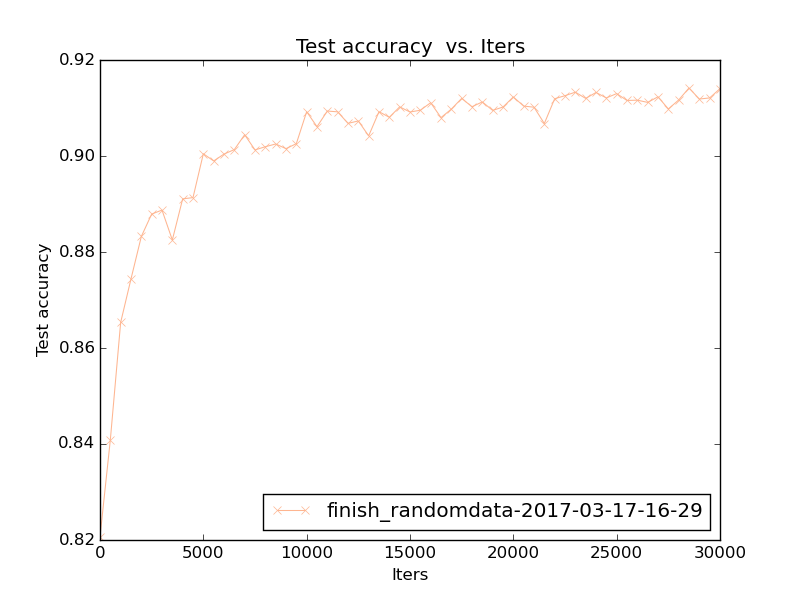 Test accuracy  vs. Iters
0.92
0.90
0.88
0.86
0.84
0.82
Test accuracy
finish_randomdata-2017-03-17-16-29
0 5000 10000 15000 20000 25000 30000
Iters